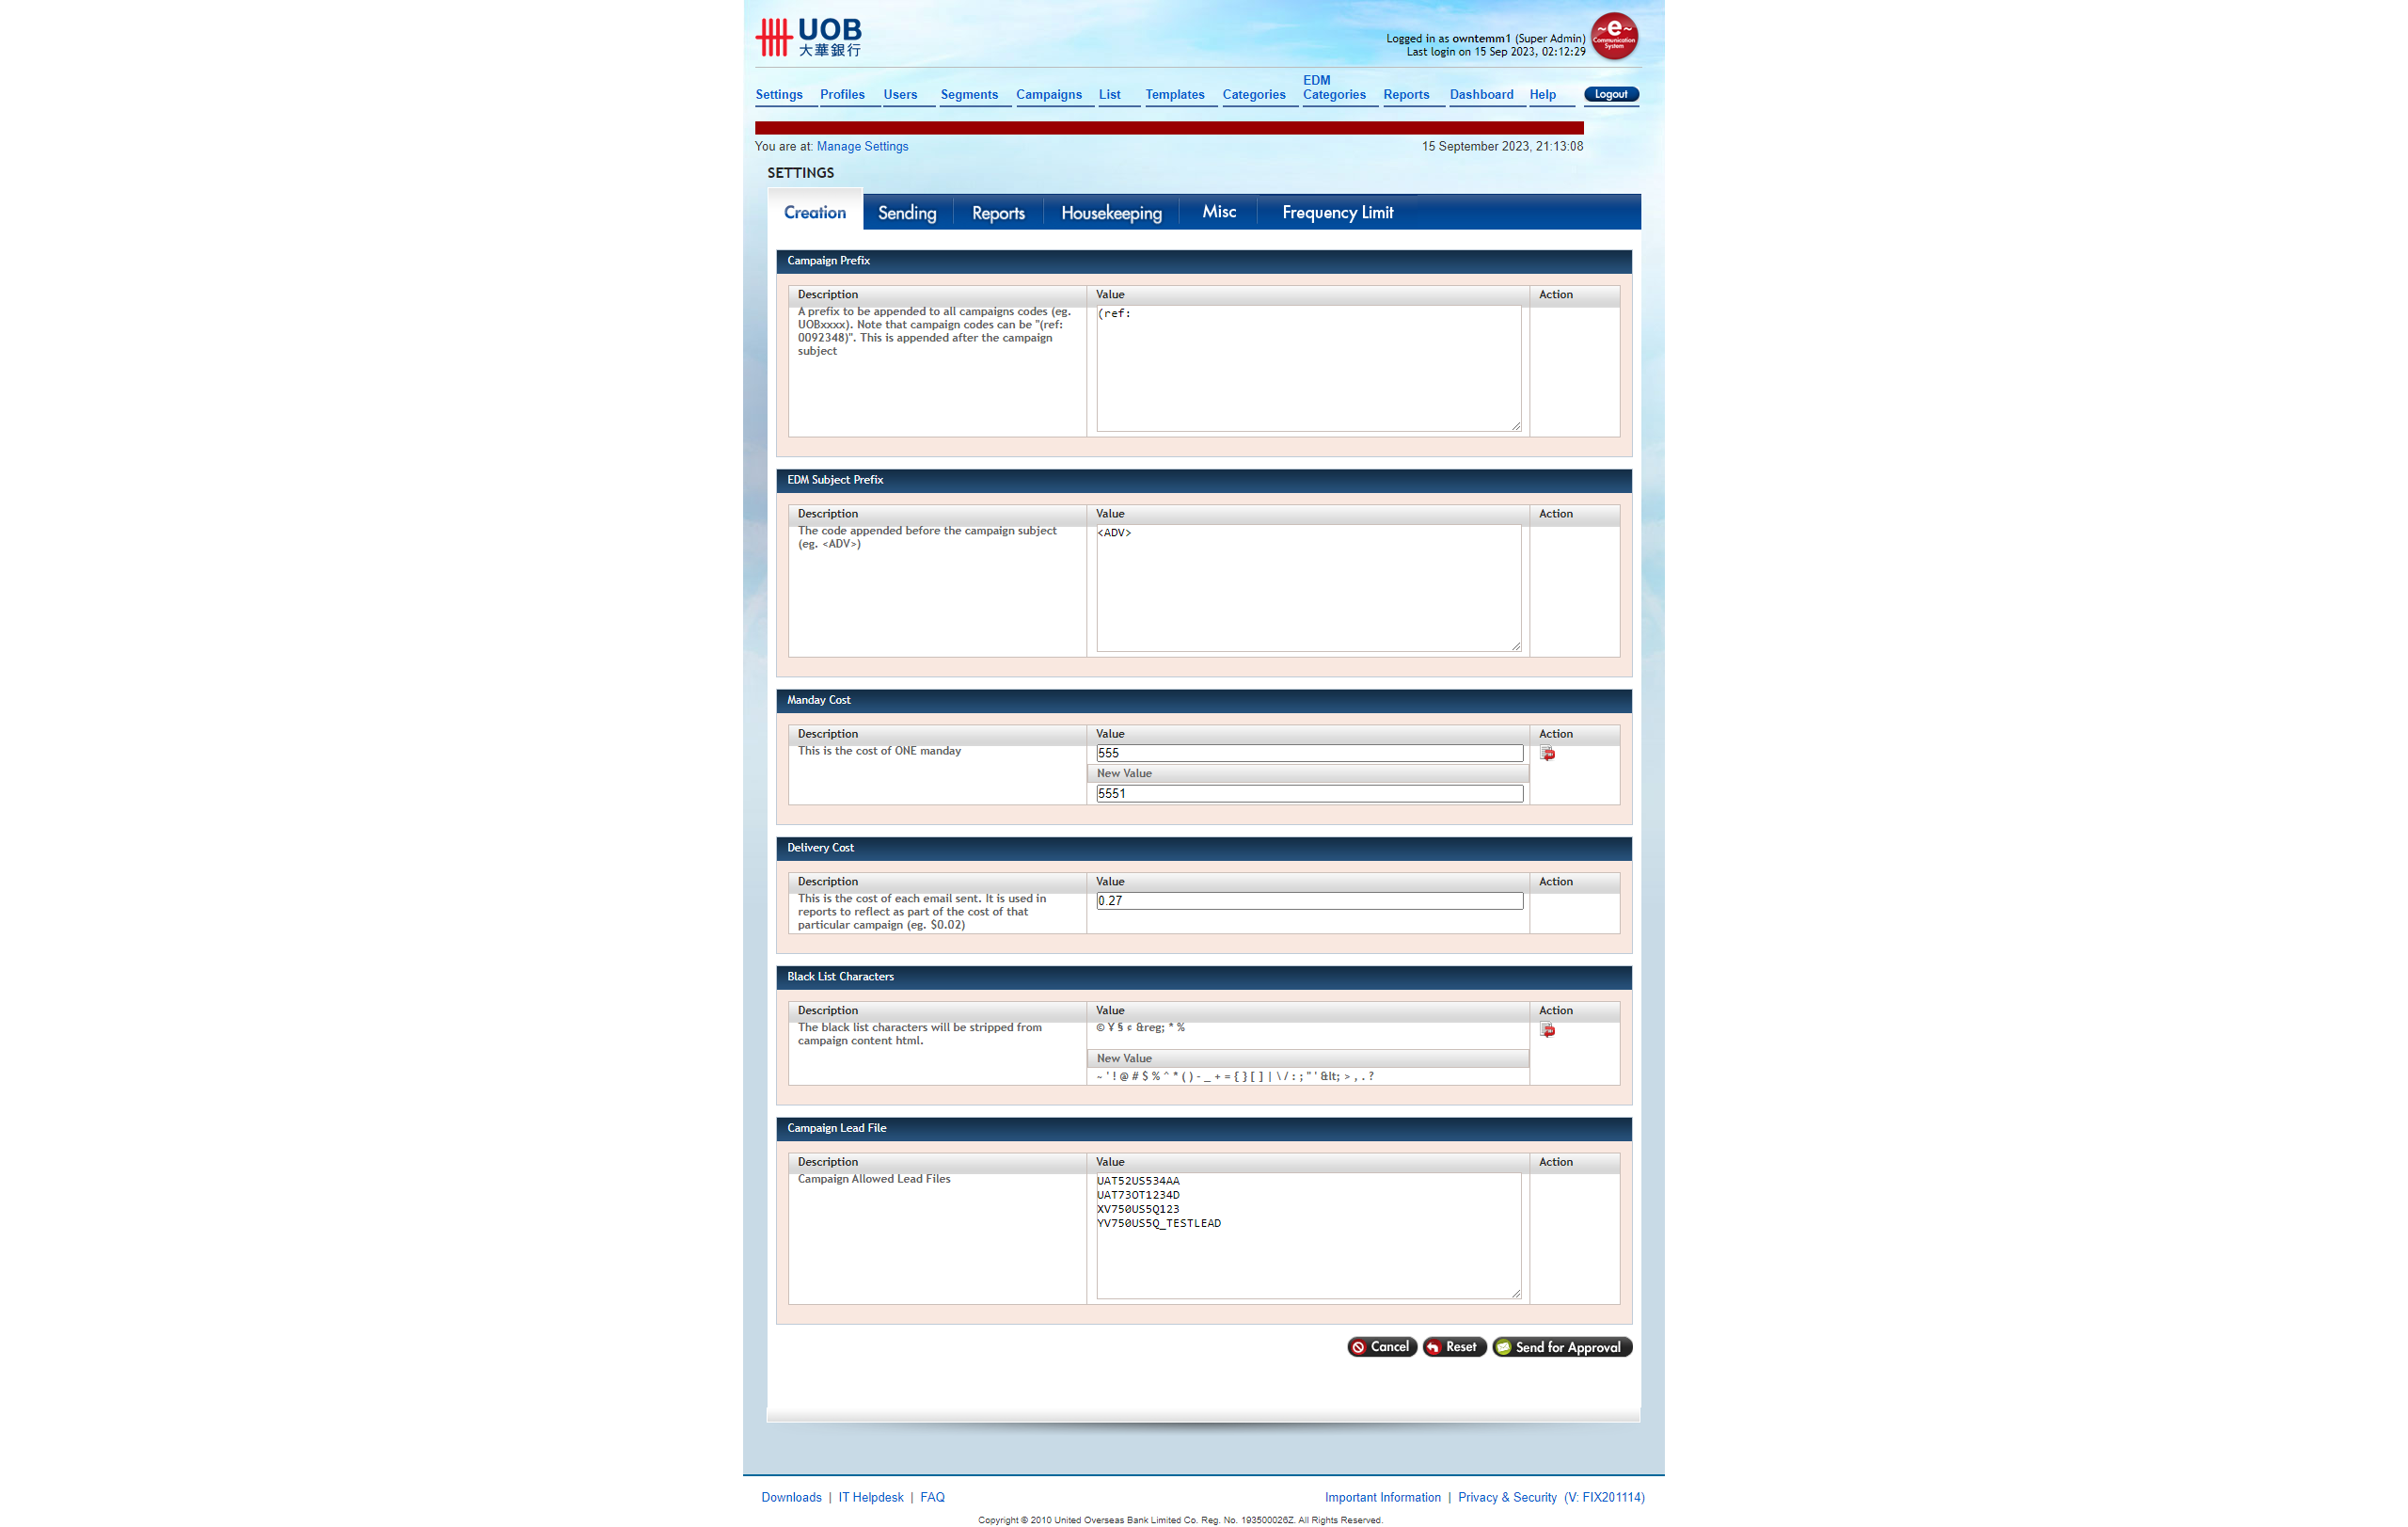 UOB
大華銀行
Logged in as owntemm1 (Super Admin)
Last login on 15 Sep 2023, 02:12:29
~e~
Communication
System
Settings Profiles Users Segments Campaigns List Templates Categories EDM Categories Reports Dashboard Help Logout
You are at: Manage Settings 15 September 2023, 21:13:08
SETTINGS
Creation Sending Reports Housekeeping Misc Frequency Limit
Campaign Prefix
Description Value Action
A prefix to be appended to all campaigns codes (eg.
UOBxxxx). Note that campaign codes can be "(ref:
0092348)". This is appended after the campaign
subject
(ref:
EDM Subject Prefix
Description Value Action
The code appended before the campaign subject
(eg. <ADV>)
<ADV>
Manday Cost
Description Value Action
This is the cost of ONE manday
555
New Value
5551
Delivery Cost
Description Value Action
This is the cost of each email sent. It is used in
reports to reflect as part of the cost of that
particular campaign (eg. $0.02)
0.27
Black List Characters
Description Value Action
The black list characters will be stripped from
campaign content html.
© ¥ § ¢ &reg; * %
New Value
~ ' ! @ # $ % ^ * ( ) - _ + = { } [ ] | \ / : ; " ' &lt; > , . ?
Campaign Lead File
Description Value Action
Campaign Allowed Lead Files
UAT52US534AA
UAT73OT1234D
XV750US5Q123
YV750US5Q_TESTLEAD
Cancel Reset Send for Approval
Downloads | IT Helpdesk | FAQ
Important Information | Privacy & Security (V: FIX201114)
Copyright © 2010 United Overseas Bank Limited Co. Reg. No. 193500026Z. All Rights Reserved.